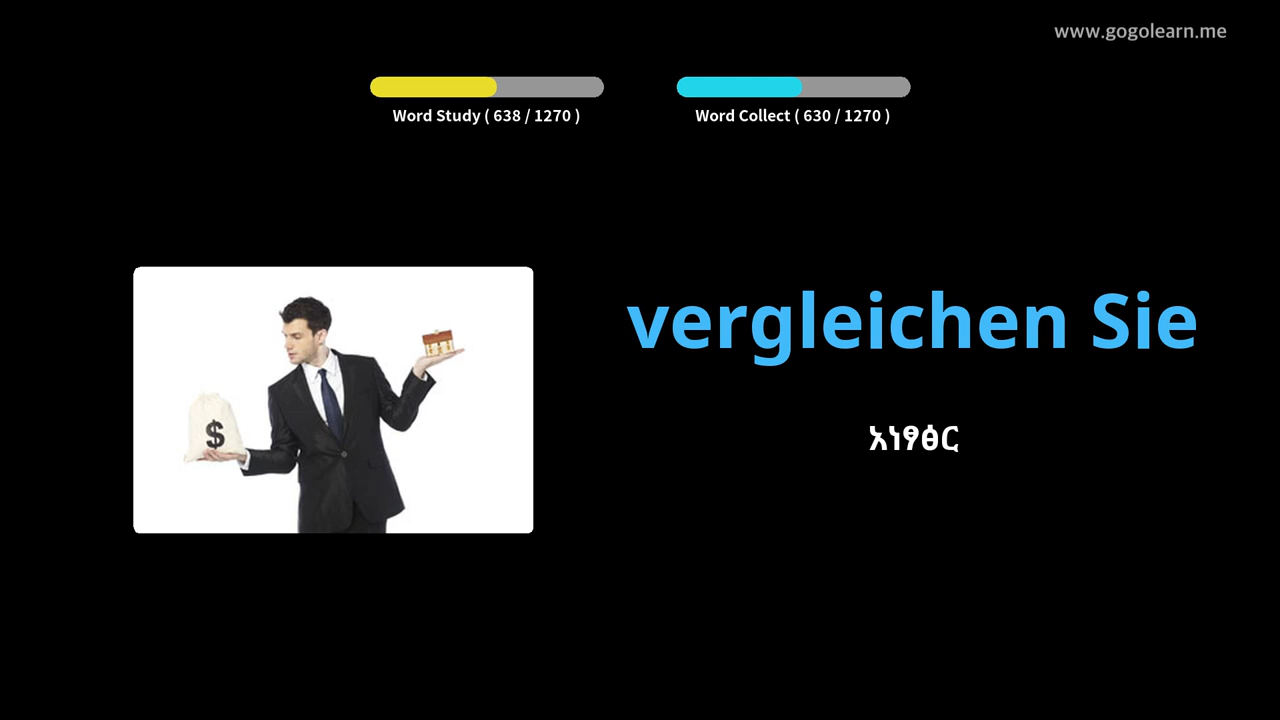 www.gogolearn.me
Word Study ( 638 / 1270 )
Word Collect ( 630 / 1270 )
vergleichen Sie
አነፃፅር
$